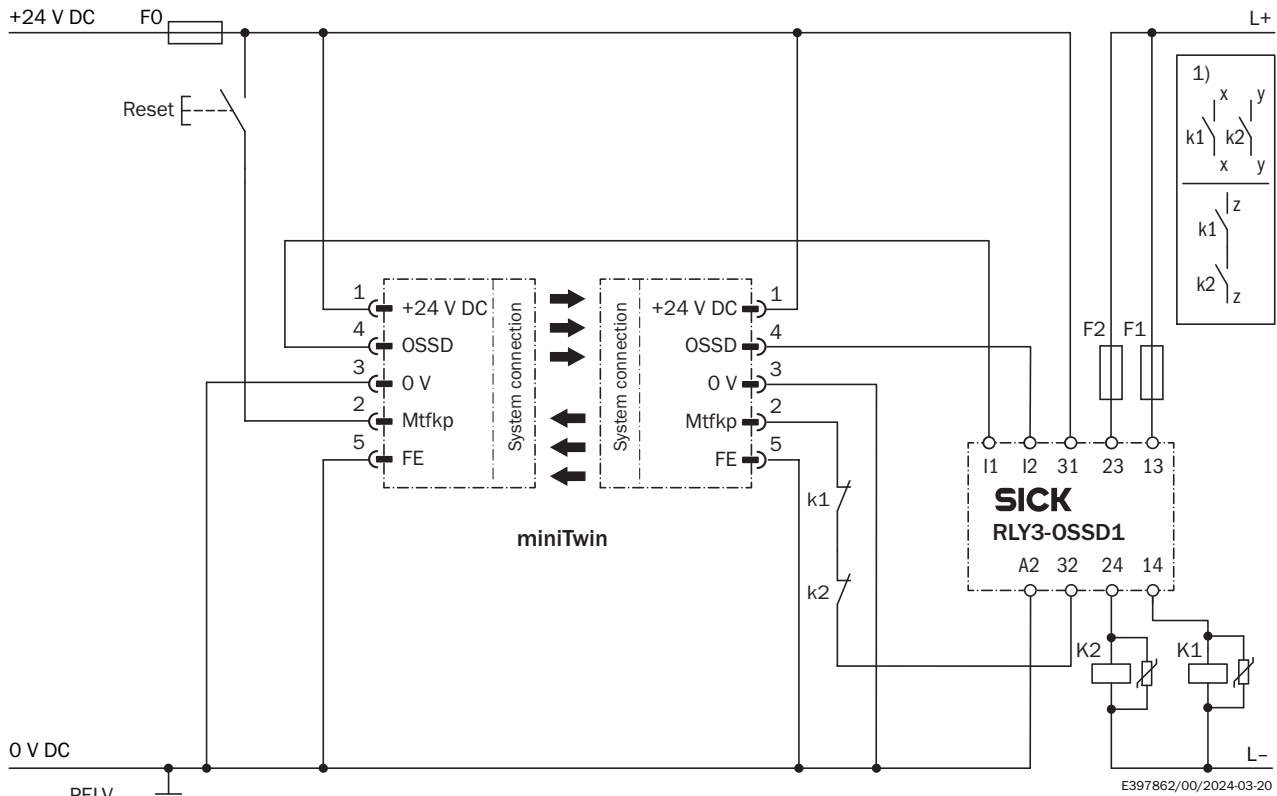 +24 V DC F0 L+
1)
x y
k1 k2
x y
z
k1
k2
z
Reset
1 +24 V DC
4 OSSD
3 0 V
2 Mtfkp
5 FE
System connection
System connection
+24 V DC 1
OSSD 4
0 V 3
Mtfkp 2
FE 5
miniTwin
k1
k2
F2 F1
I1 I2 31 23 13
SICK
RLY3-OSSD1
A2 32 24 14
K2 K1
0 V DC L–
PELV
E397862/00/2024-03-20